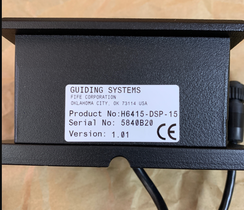 GUIDING SYSTEMS
FIFE CORPORATION
OKLAHOMA CITY, OK 73114 USA
Product No:H6415-DSP-15
Serial No: 5840B20
Version: 1.01
CE